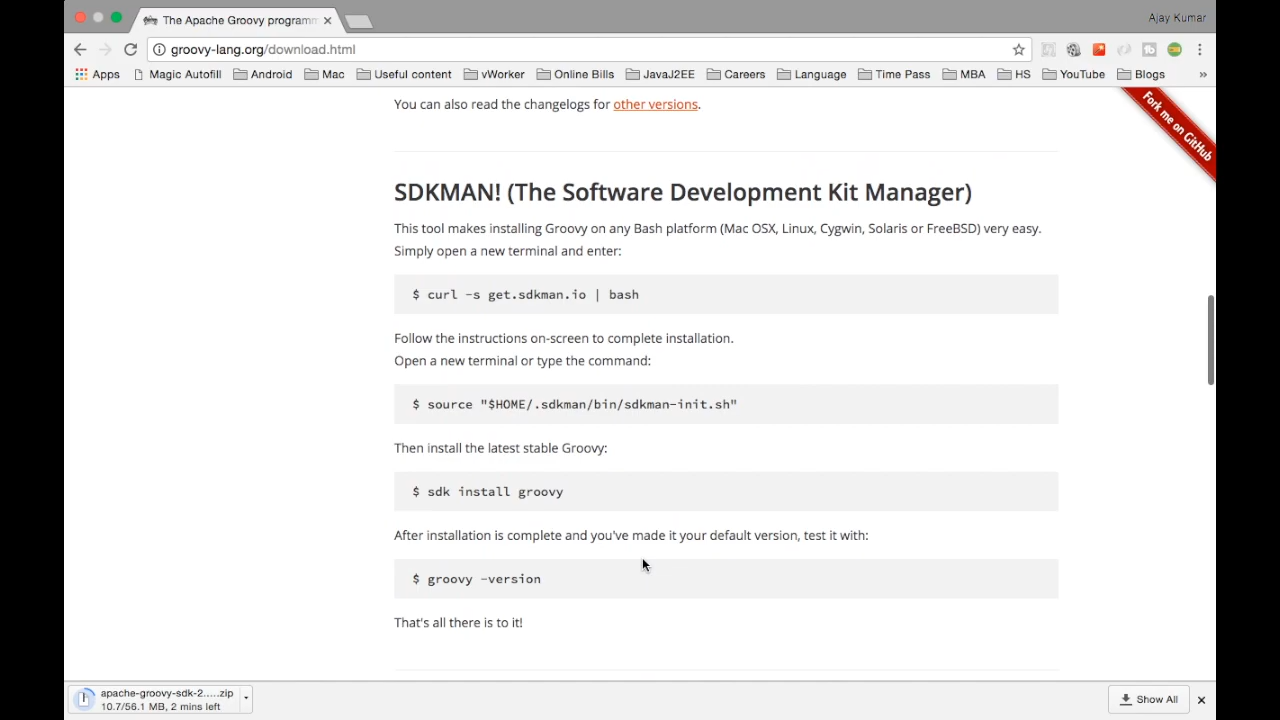 The Apache Groovy programm
Ajay Kumar
groovy-lang.org/download.html
Apps
Magic Autofill
Android
Mac
Useful content
vWorker
Online Bills
JavaJ2EE
Careers
Language
Time Pass
MBA
HS
YouTube
Blogs
»
You can also read the changelogs for other versions.
Fork me on GitHub
SDKMAN! (The Software Development Kit Manager)
This tool makes installing Groovy on any Bash platform (Mac OSX, Linux, Cygwin, Solaris or FreeBSD) very easy.
Simply open a new terminal and enter:
$ curl -s get.sdkman.io | bash
Follow the instructions on-screen to complete installation.
Open a new terminal or type the command:
$ source "$HOME/.sdkman/bin/sdkman-init.sh"
Then install the latest stable Groovy:
$ sdk install groovy
After installation is complete and you've made it your default version, test it with:
$ groovy -version
That's all there is to it!
apache-groovy-sdk-2.....zip
10.7/56.1 MB, 2 mins left
Show All